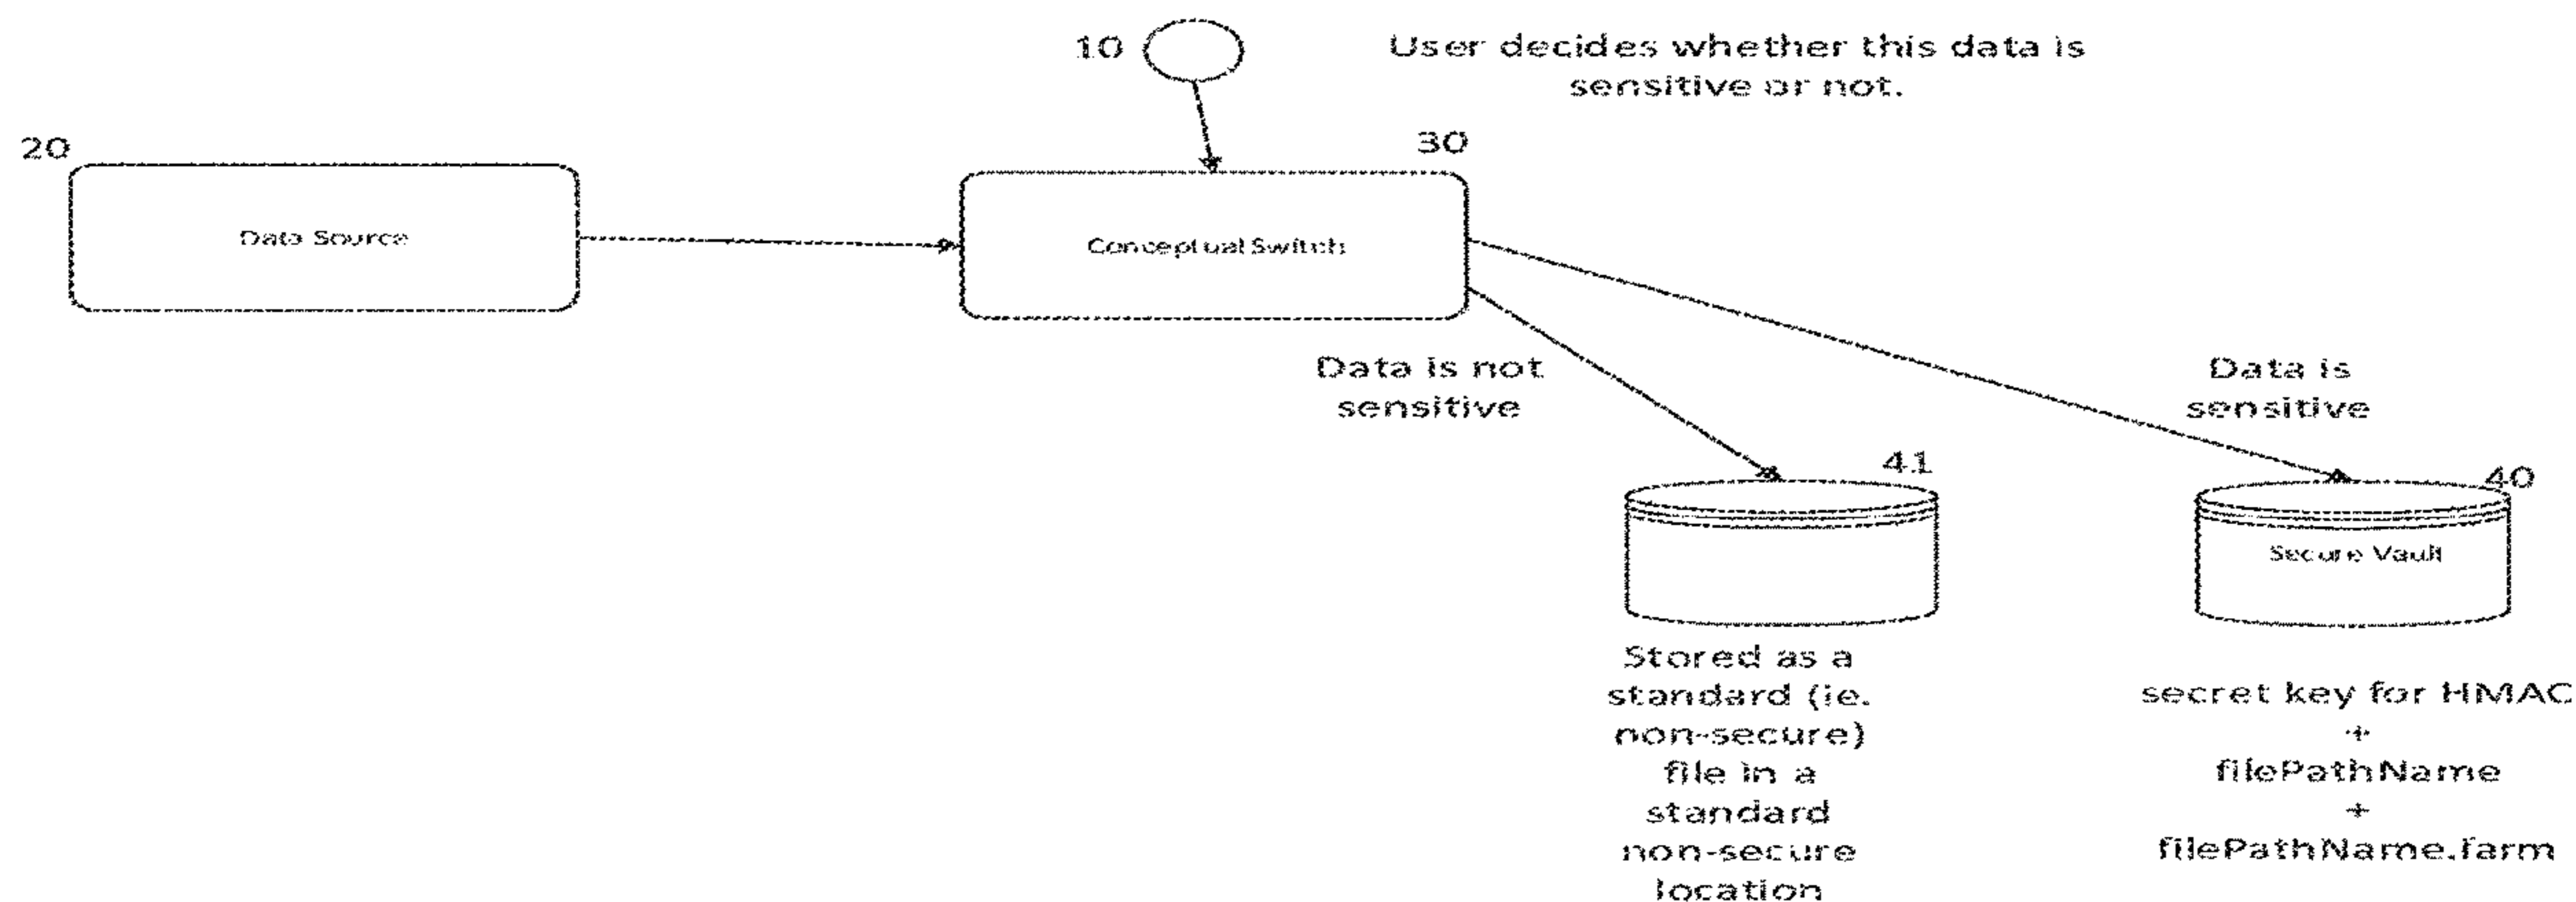 10
User decides whether this data is
sensitive or not.
20
30
Data Source
Conceptual Switch
Data is not
sensitive
Data is
sensitive
41
40
Secure Vault
Stored as a
standard (ie.
non-secure)
file in a
standard
non-secure
location
secret key for HMAC
+
filePathName
+
filePathName.farm